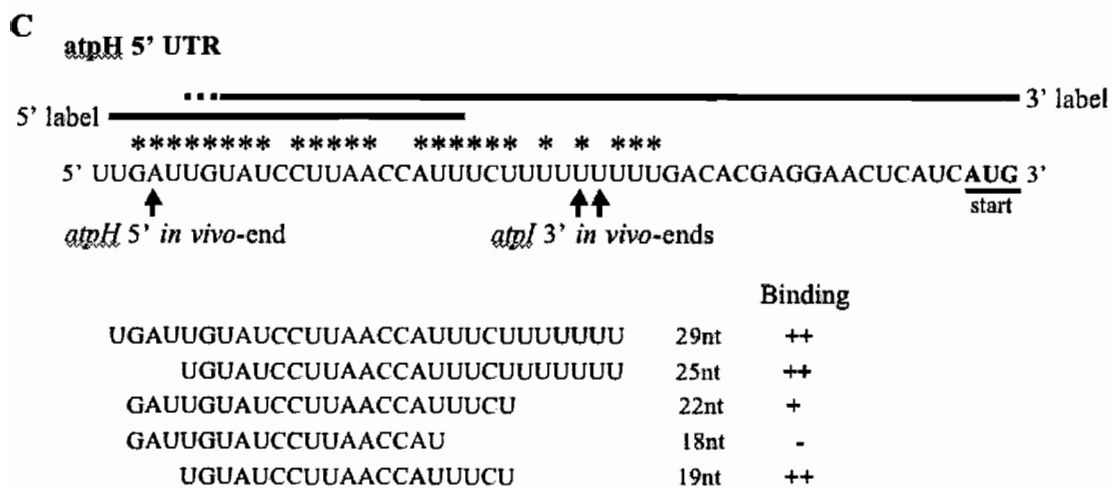 C
atpH 5' UTR
3' label
5' label
******** ***** ****** * * ***
5' UUGAUUGUAUCCUUAACCAUUUCUUUUUUUUUGACACGAGGAACUCAUCAUG 3'
start
atpH 5' in vivo-end atpI 3' in vivo-ends
Binding
UGAUUGUAUCCUUAACCAUUUCUUUUUUU 29nt ++
UGUAUCCUUAACCAUUUCUUUUUUU 25nt ++
GAUUGUAUCCUUAACCAUUUCU 22nt +
GAUUGUAUCCUUAACCAU 18nt -
UGUAUCCUUAACCAUUUCU 19nt ++